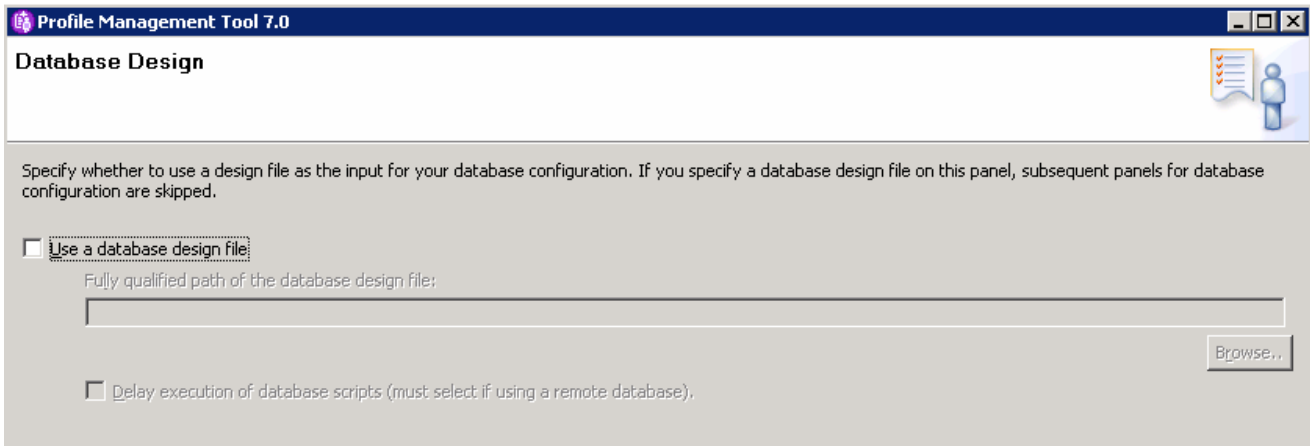 Profile Management Tool 7.0
Database Design
Specify whether to use a design file as the input for your database configuration. If you specify a database design file on this panel, subsequent panels for database
configuration are skipped.
Use a database design file
Fully qualified path of the database design file:
Browse..
Delay execution of database scripts (must select if using a remote database).